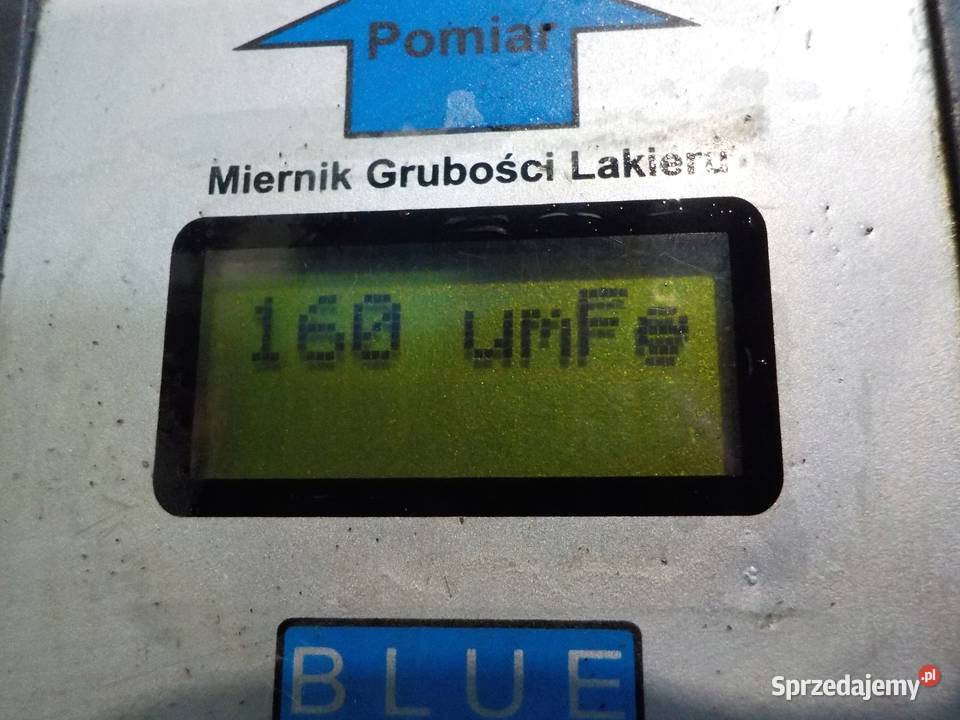 Pomiar
Miernik Grubości Lakieru
160 umFe
BLUE
Sprzedajemy.pl